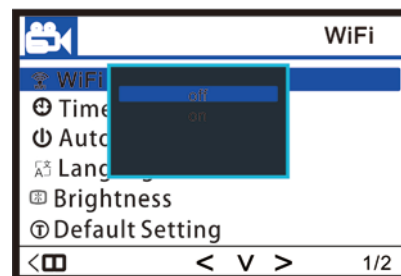 WiFi
WiFi
off
Time
on
Auto
Lang
Brightness
Default Setting
< V > 1/2